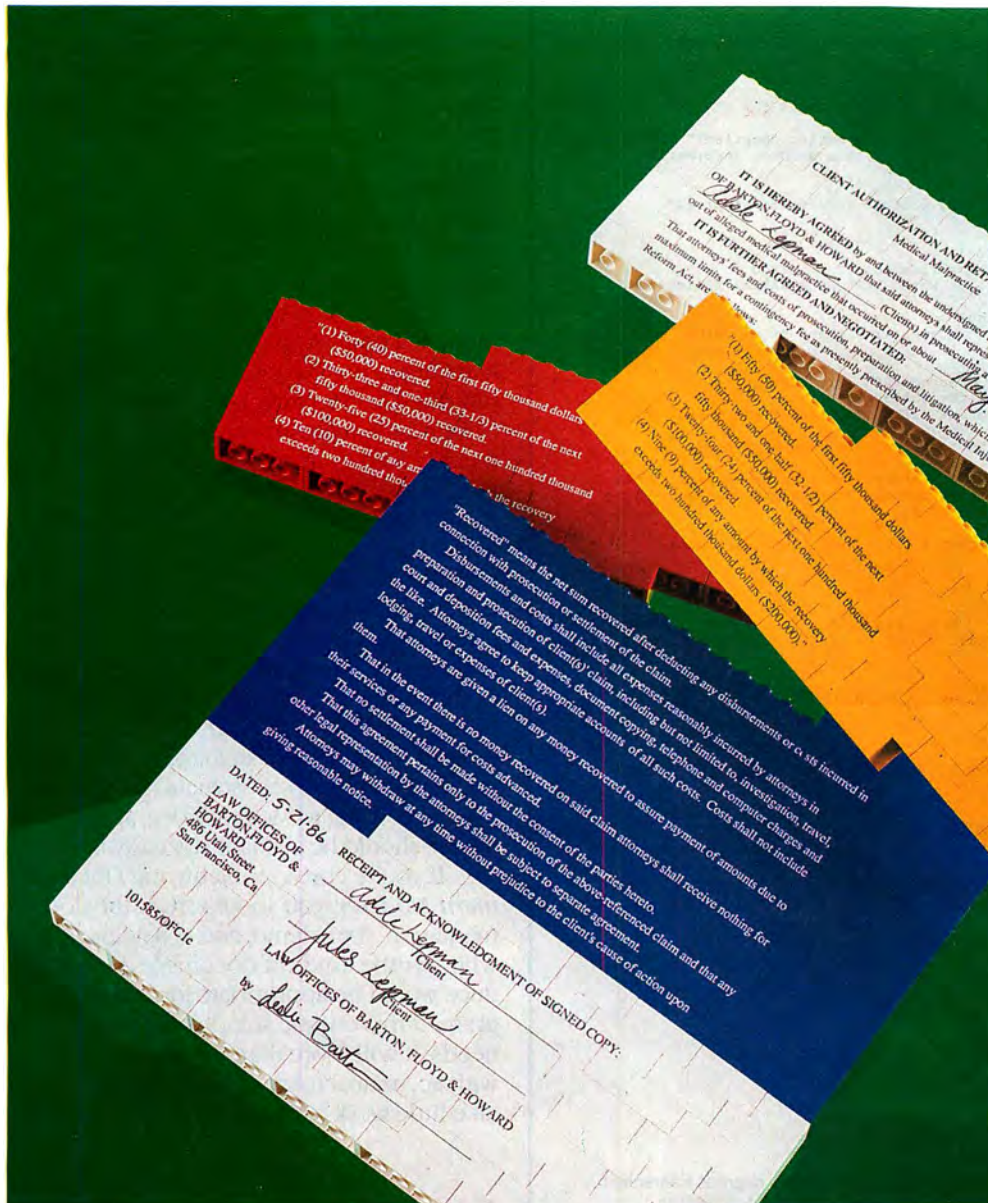 CLIENT AUTHORIZATION AND RET
Medical Malpractice
IT IS HEREBY AGREED by and between the undersigned
OF BARTON, FLOYD & HOWARD that said attorneys shall repres
Adele Lepman (Clients) in prosecuting a
out of alleged medical malpractice that occurred on or about May
IT IS FURTHER AGREED AND NEGOTIATED:
That attorneys' fees and costs of prosecution, preparation and litigation, which
maximum limits for a contingency fee as presently prescribed by the Medical Inj
Reform Act, are as follows:
"(1) Forty (40) percent of the first fifty thousand dollars
($50,000) recovered.
(2) Thirty-three and one-third (33-1/3) percent of the next
fifty thousand ($50,000) recovered.
(3) Twenty-five (25) percent of the next one hundred thousand
($100,000) recovered.
(4) Ten (10) percent of any am the recovery
exceeds two hundred thou
"(1) Fifty (50) percent of the first fifty thousand dollars
($50,000) recovered.
(2) Thirty-two and one-half (32-1/2) percent of the next
fifty thousand ($50,000) recovered.
(3) Twenty-four (24) percent of the next one hundred thousand
($100,000) recovered.
(4) Nine (9) percent of any amount by which the recovery
exceeds two hundred thousand dollars ($200,000)."
"Recovered" means the net sum recovered after deducting any disbursements or costs incurred in
connection with prosecution or settlement of the claim.
Disbursements and costs shall include all expenses reasonably incurred by attorneys in
preparation and prosecution of client(s)' claim, including but not limited to, investigation, travel,
court and deposition fees and expenses, document copying, telephone and computer charges and
the like. Attorneys agree to keep appropriate accounts of all such costs. Costs shall not include
lodging, travel or expenses of client(s).
That attorneys are given a lien on any money recovered to assure payment of amounts due to
them.
That in the event there is no money recovered on said claim attorneys shall receive nothing for
their services or any payment for costs advanced.
That no settlement shall be made without the consent of the parties hereto.
That this agreement pertains only to the prosecution of the above-referenced claim and that any
other legal representation by the attorneys shall be subject to separate agreement.
Attorneys may withdraw at any time without prejudice to the client's cause of action upon
giving reasonable notice.
DATED: 5-2186
LAW OFFICES OF
BARTON, FLOYD &
HOWARD
486 Utah Street
San Francisco, Ca
101585/OFC1c
RECEIPT AND ACKNOWLEDGMENT OF SIGNED COPY:
Adele Lepman
Client
Jules Lepman
Client
LAW OFFICES OF BARTON, FLOYD & HOWARD
by Leslie Barton